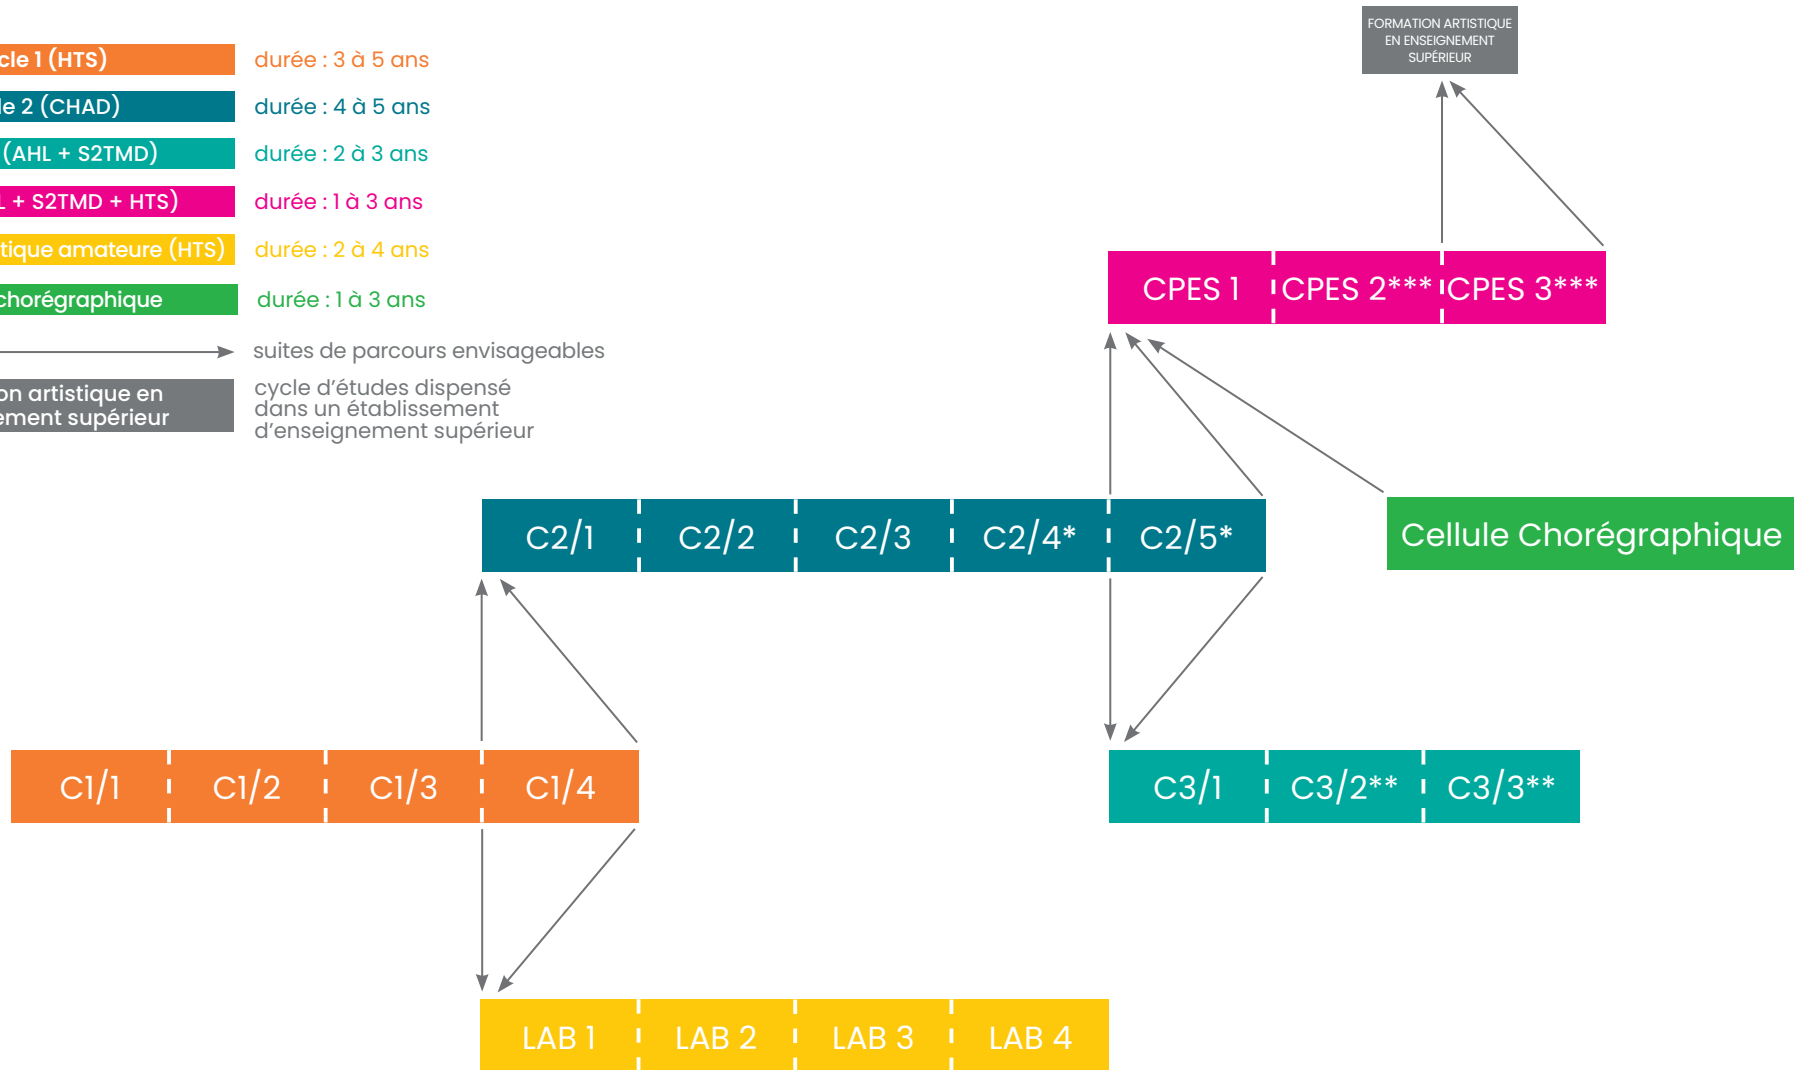 cle 1 (HTS) durée : 3 à 5 ans
le 2 (CHAD) durée : 4 à 5 ans
(AHL + S2TMD) durée : 2 à 3 ans
L + S2TMD + HTS) durée : 1 à 3 ans
tique amateure (HTS) durée : 2 à 4 ans
chorégraphique durée : 1 à 3 ans
suites de parcours envisageables
on artistique en
ement supérieur
cycle d'études dispensé
dans un établissement
d'enseignement supérieur
FORMATION ARTISTIQUE
EN ENSEIGNEMENT
SUPÉRIEUR
CPES 1 CPES 2*** CPES 3***
C2/1 C2/2 C2/3 C2/4* C2/5*
Cellule Chorégraphique
C1/1 C1/2 C1/3 C1/4
C3/1 C3/2** C3/3**
LAB 1 LAB 2 LAB 3 LAB 4